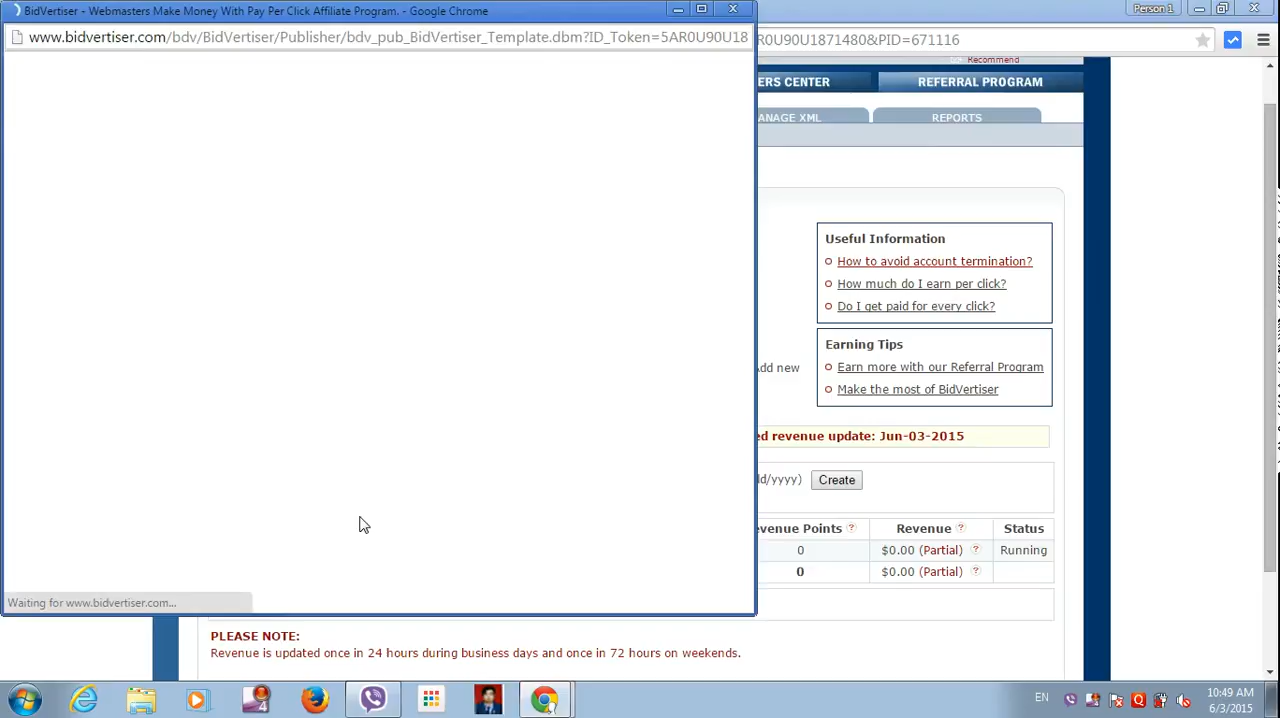 BidVertiser - Webmasters Make Money With Pay Per Click Affiliate Program. - Google Chrome
Person 1
www.bidvertiser.com/bdv/BidVertiser/Publisher/bdv_pub_BidVertiser_Template.dbm?ID_Token=5AR0U90U18
R0U90U1871480&PID=671116
Recommend
ERS CENTER
REFERRAL PROGRAM
ANAGE XML
REPORTS
Useful Information
How to avoid account termination?
How much do I earn per click?
Do I get paid for every click?
Earning Tips
Add new
Earn more with our Referral Program
Make the most of BidVertiser
ed revenue update: Jun-03-2015
dd/yyyy)
Create
evenue Points ?
Revenue ?
Status
0
$0.00 (Partial) ?
Running
0
$0.00 (Partial) ?
Waiting for www.bidvertiser.com...
PLEASE NOTE:
Revenue is updated once in 24 hours during business days and once in 72 hours on weekends.
4
EN
10:49 AM
6/3/2015